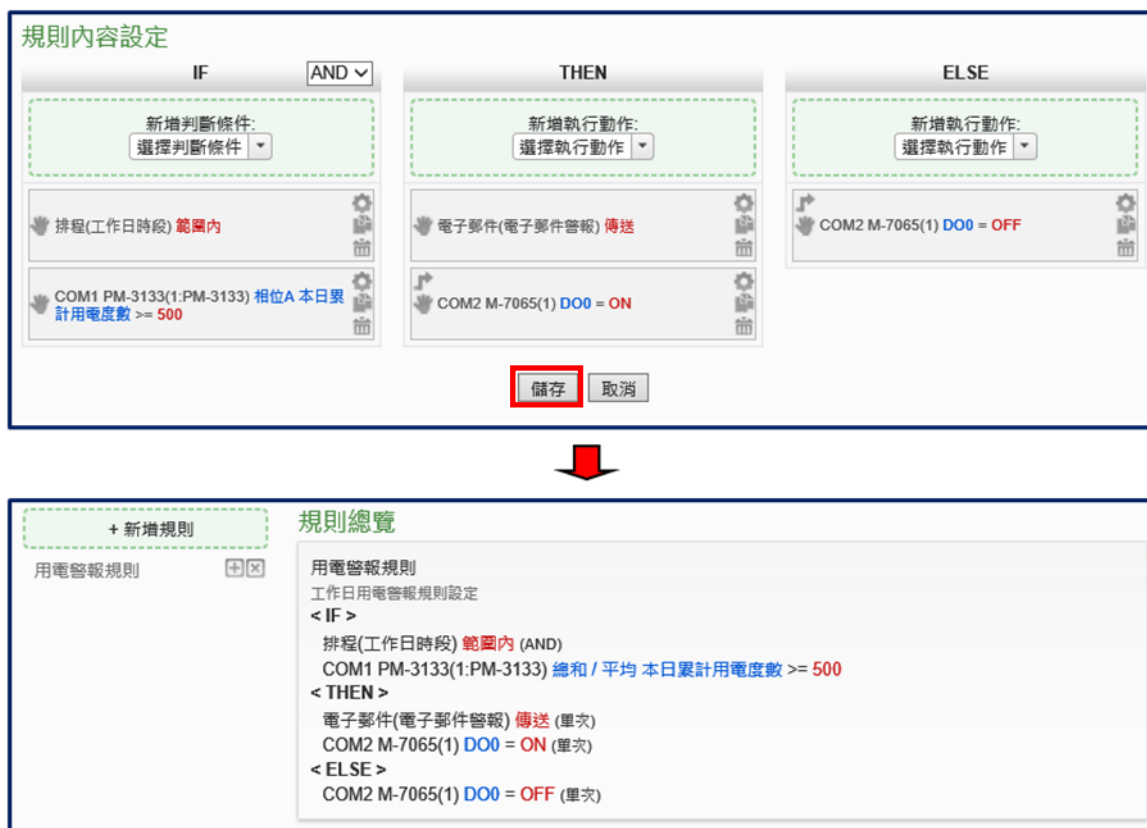 規則內容設定
IF
AND
THEN
ELSE
新增判斷條件:
選擇判斷條件
新增執行動作:
選擇執行動作
新增執行動作:
選擇執行動作
排程(工作日時段) 範圍內
COM1 PM-3133(1:PM-3133) 相位A 本日累
計用電度數 >= 500
電子郵件(電子郵件警報) 傳送
COM2 M-7065(1) DO0 = ON
COM2 M-7065(1) DO0 = OFF
儲存
取消
+ 新增規則
用電警報規則
規則總覽
用電警報規則
工作日用電警報規則設定
< IF >
排程(工作日時段) 範圍內 (AND)
COM1 PM-3133(1:PM-3133) 總和 / 平均 本日累計用電度數 >= 500
< THEN >
電子郵件(電子郵件警報) 傳送 (單次)
COM2 M-7065(1) DO0 = ON (單次)
< ELSE >
COM2 M-7065(1) DO0 = OFF (單次)